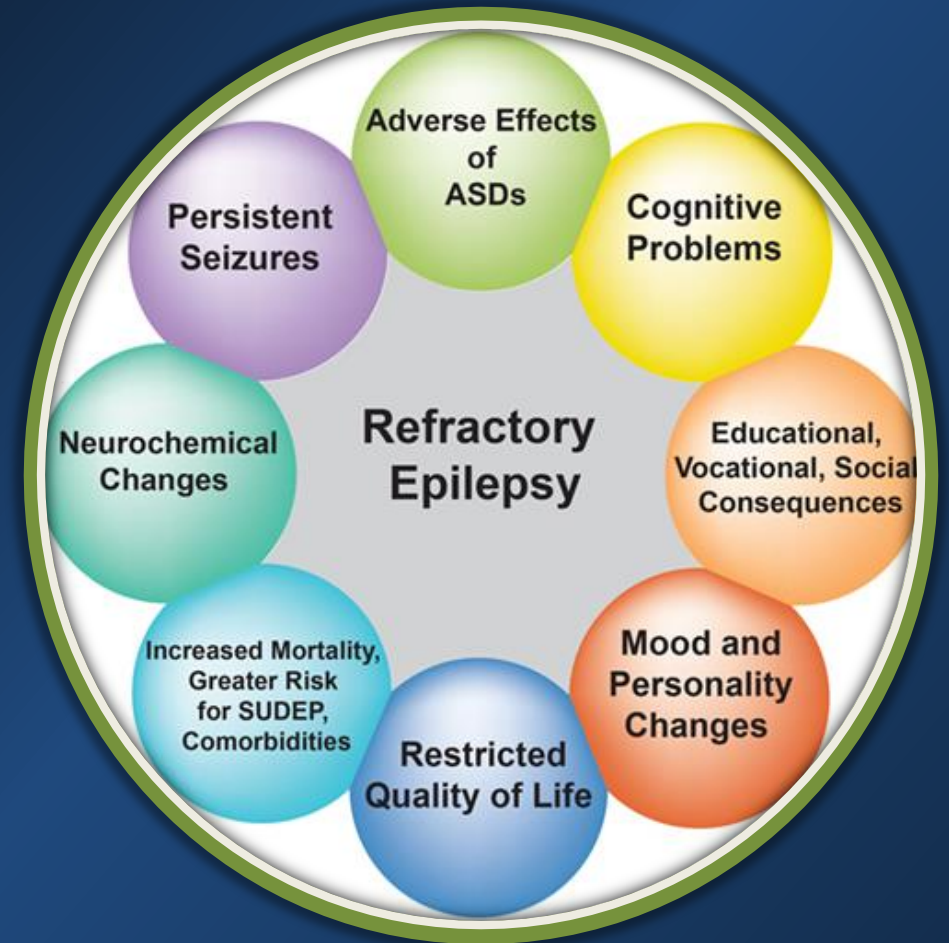 Adverse Effects
of
ASDs
Cognitive
Problems
Educational,
Vocational, Social
Consequences
Mood and
Personality
Changes
Restricted
Quality of Life
Increased Mortality,
Greater Risk
for SUDEP,
Comorbidities
Neurochemical
Changes
Persistent
Seizures
Refractory
Epilepsy